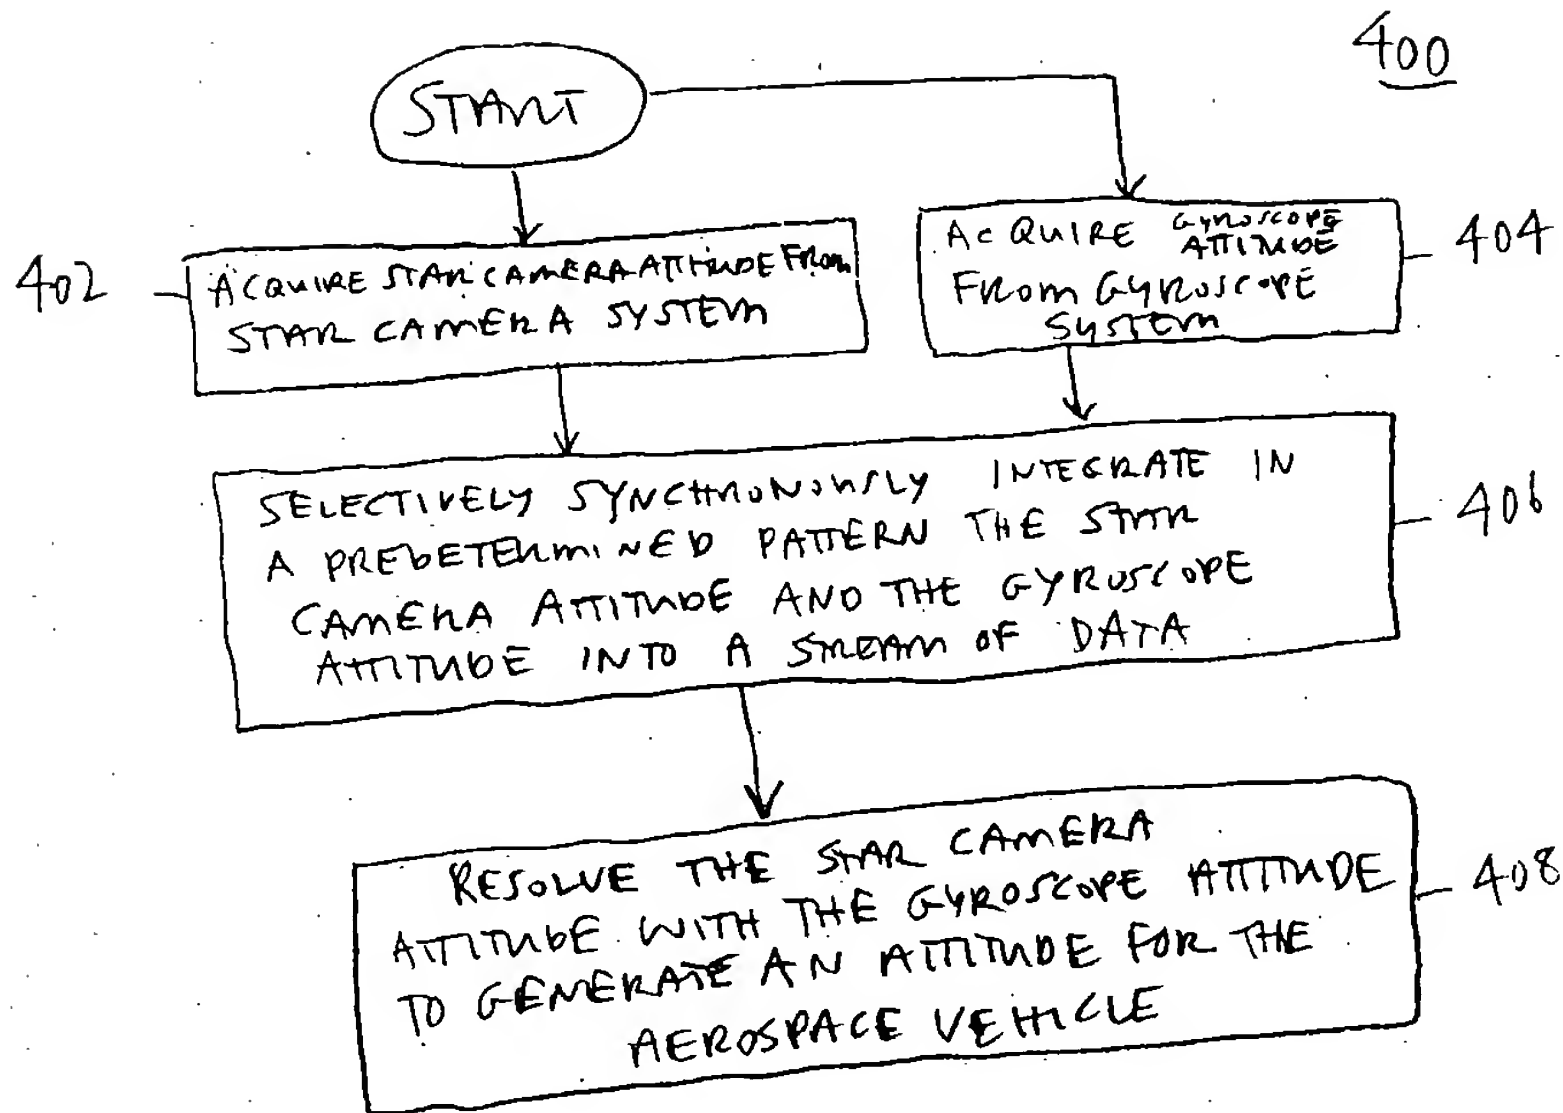 400
START
402
ACQUIRE STAR CAMERA ATTITUDE FROM
STAR CAMERA SYSTEM
ACQUIRE GYROSCOPE
ATTITUDE
FROM GYROSCOPE
SYSTEM
404
SELECTIVELY SYNCHRONOUSLY INTEGRATE IN
A PREDETERMINED PATTERN THE STAR
CAMERA ATTITUDE AND THE GYROSCOPE
ATTITUDE INTO A STREAM OF DATA
406
RESOLVE THE STAR CAMERA
ATTITUDE WITH THE GYROSCOPE ATTITUDE
TO GENERATE AN ATTITUDE FOR THE
AEROSPACE VEHICLE
408